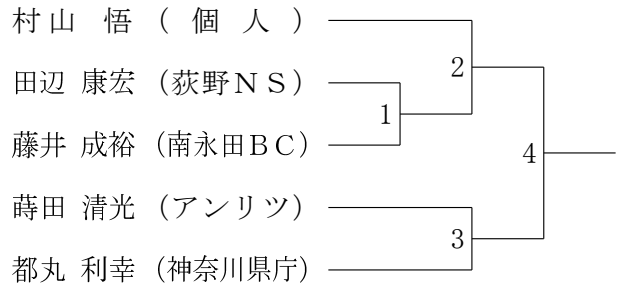 村山 悟 (個人)
2
田辺 康宏 (荻野NS)
1
藤井 成裕 (南永田BC)
4
蒔田 清光 (アンリツ)
3
都丸 利幸 (神奈川県庁)